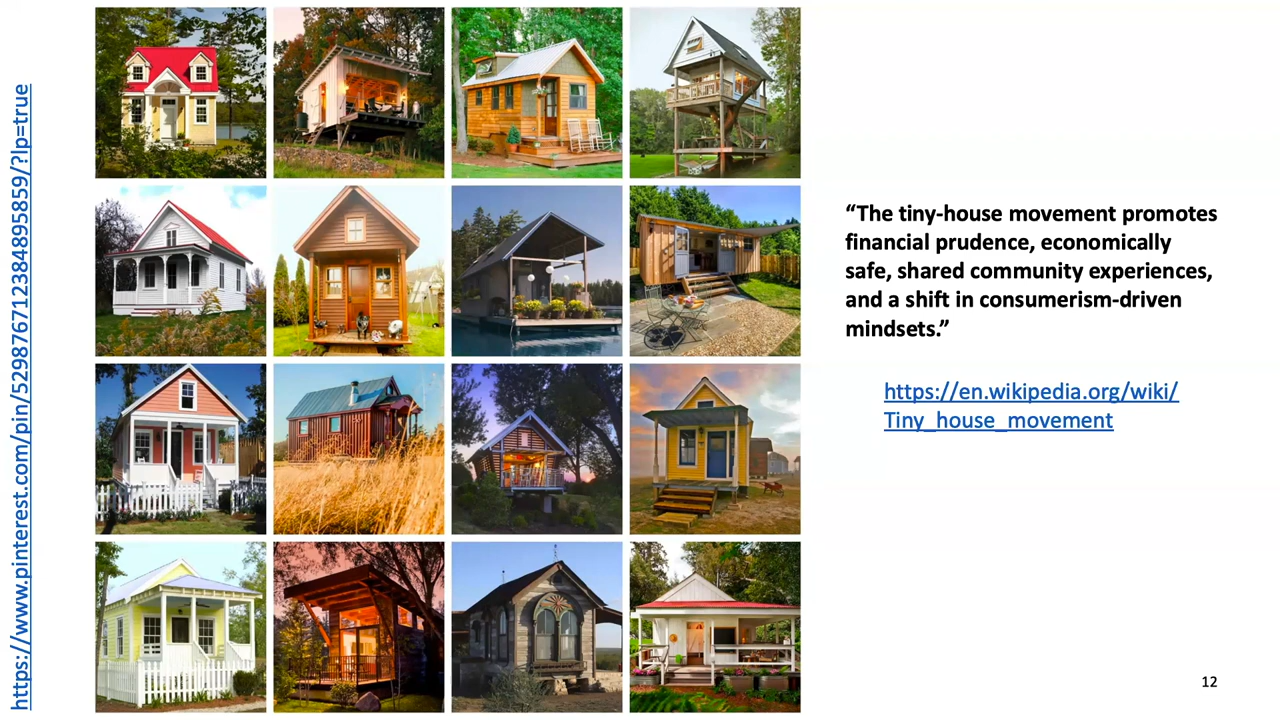 https://www.pinterest.com/pin/529876712384895859/?lp=true
“The tiny-house movement promotes
financial prudence, economically
safe, shared community experiences,
and a shift in consumerism-driven
mindsets.”
https://en.wikipedia.org/wiki/
Tiny_house_movement
12